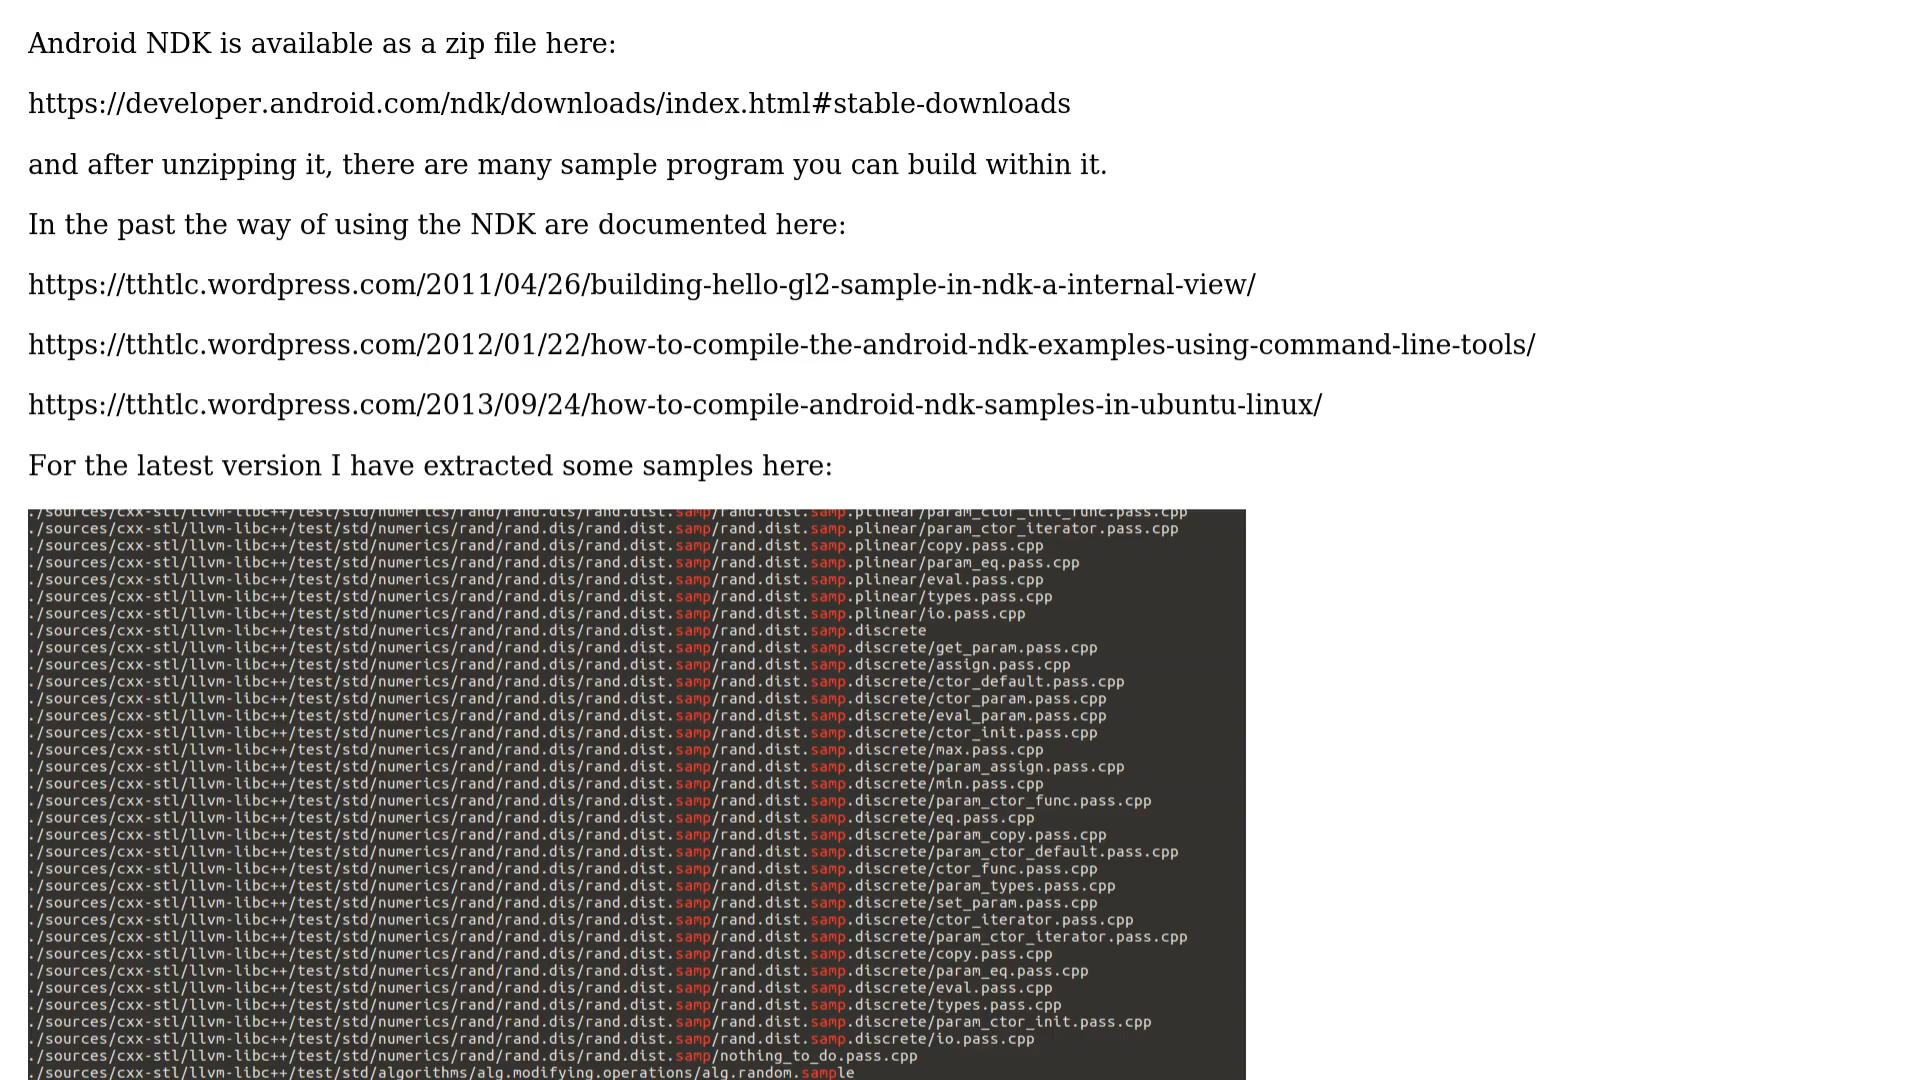 Android NDK is available as a zip file here:
https://developer.android.com/ndk/downloads/index.html#stable-downloads
and after unzipping it, there are many sample program you can build within it.
In the past the way of using the NDK are documented here:
https://tthtlc.wordpress.com/2011/04/26/building-hello-gl2-sample-in-ndk-a-internal-view/
https://tthtlc.wordpress.com/2012/01/22/how-to-compile-the-android-ndk-examples-using-command-line-tools/
https://tthtlc.wordpress.com/2013/09/24/how-to-compile-android-ndk-samples-in-ubuntu-linux/
For the latest version I have extracted some samples here:
./sources/cxx-stl/llvm-libc++/test/std/numerics/rand/rand.dis/rand.dist.samp/rand.dist.samp.plinear/param_ctor_init_func.pass.cpp
./sources/cxx-stl/llvm-libc++/test/std/numerics/rand/rand.dis/rand.dist.samp/rand.dist.samp.plinear/param_ctor_iterator.pass.cpp
./sources/cxx-stl/llvm-libc++/test/std/numerics/rand/rand.dis/rand.dist.samp/rand.dist.samp.plinear/copy.pass.cpp
./sources/cxx-stl/llvm-libc++/test/std/numerics/rand/rand.dis/rand.dist.samp/rand.dist.samp.plinear/param_eq.pass.cpp
./sources/cxx-stl/llvm-libc++/test/std/numerics/rand/rand.dis/rand.dist.samp/rand.dist.samp.plinear/eval.pass.cpp
./sources/cxx-stl/llvm-libc++/test/std/numerics/rand/rand.dis/rand.dist.samp/rand.dist.samp.plinear/types.pass.cpp
./sources/cxx-stl/llvm-libc++/test/std/numerics/rand/rand.dis/rand.dist.samp/rand.dist.samp.plinear/io.pass.cpp
./sources/cxx-stl/llvm-libc++/test/std/numerics/rand/rand.dis/rand.dist.samp/rand.dist.samp.discrete
./sources/cxx-stl/llvm-libc++/test/std/numerics/rand/rand.dis/rand.dist.samp/rand.dist.samp.discrete/get_param.pass.cpp
./sources/cxx-stl/llvm-libc++/test/std/numerics/rand/rand.dis/rand.dist.samp/rand.dist.samp.discrete/assign.pass.cpp
./sources/cxx-stl/llvm-libc++/test/std/numerics/rand/rand.dis/rand.dist.samp/rand.dist.samp.discrete/ctor_default.pass.cpp
./sources/cxx-stl/llvm-libc++/test/std/numerics/rand/rand.dis/rand.dist.samp/rand.dist.samp.discrete/ctor_param.pass.cpp
./sources/cxx-stl/llvm-libc++/test/std/numerics/rand/rand.dis/rand.dist.samp/rand.dist.samp.discrete/eval_param.pass.cpp
./sources/cxx-stl/llvm-libc++/test/std/numerics/rand/rand.dis/rand.dist.samp/rand.dist.samp.discrete/ctor_init.pass.cpp
./sources/cxx-stl/llvm-libc++/test/std/numerics/rand/rand.dis/rand.dist.samp/rand.dist.samp.discrete/max.pass.cpp
./sources/cxx-stl/llvm-libc++/test/std/numerics/rand/rand.dis/rand.dist.samp/rand.dist.samp.discrete/param_assign.pass.cpp
./sources/cxx-stl/llvm-libc++/test/std/numerics/rand/rand.dis/rand.dist.samp/rand.dist.samp.discrete/min.pass.cpp
./sources/cxx-stl/llvm-libc++/test/std/numerics/rand/rand.dis/rand.dist.samp/rand.dist.samp.discrete/param_ctor_func.pass.cpp
./sources/cxx-stl/llvm-libc++/test/std/numerics/rand/rand.dis/rand.dist.samp/rand.dist.samp.discrete/eq.pass.cpp
./sources/cxx-stl/llvm-libc++/test/std/numerics/rand/rand.dis/rand.dist.samp/rand.dist.samp.discrete/param_copy.pass.cpp
./sources/cxx-stl/llvm-libc++/test/std/numerics/rand/rand.dis/rand.dist.samp/rand.dist.samp.discrete/param_ctor_default.pass.cpp
./sources/cxx-stl/llvm-libc++/test/std/numerics/rand/rand.dis/rand.dist.samp/rand.dist.samp.discrete/ctor_func.pass.cpp
./sources/cxx-stl/llvm-libc++/test/std/numerics/rand/rand.dis/rand.dist.samp/rand.dist.samp.discrete/param_types.pass.cpp
./sources/cxx-stl/llvm-libc++/test/std/numerics/rand/rand.dis/rand.dist.samp/rand.dist.samp.discrete/set_param.pass.cpp
./sources/cxx-stl/llvm-libc++/test/std/numerics/rand/rand.dis/rand.dist.samp/rand.dist.samp.discrete/ctor_iterator.pass.cpp
./sources/cxx-stl/llvm-libc++/test/std/numerics/rand/rand.dis/rand.dist.samp/rand.dist.samp.discrete/param_ctor_iterator.pass.cpp
./sources/cxx-stl/llvm-libc++/test/std/numerics/rand/rand.dis/rand.dist.samp/rand.dist.samp.discrete/copy.pass.cpp
./sources/cxx-stl/llvm-libc++/test/std/numerics/rand/rand.dis/rand.dist.samp/rand.dist.samp.discrete/param_eq.pass.cpp
./sources/cxx-stl/llvm-libc++/test/std/numerics/rand/rand.dis/rand.dist.samp/rand.dist.samp.discrete/eval.pass.cpp
./sources/cxx-stl/llvm-libc++/test/std/numerics/rand/rand.dis/rand.dist.samp/rand.dist.samp.discrete/types.pass.cpp
./sources/cxx-stl/llvm-libc++/test/std/numerics/rand/rand.dis/rand.dist.samp/rand.dist.samp.discrete/param_ctor_init.pass.cpp
./sources/cxx-stl/llvm-libc++/test/std/numerics/rand/rand.dis/rand.dist.samp/rand.dist.samp.discrete/io.pass.cpp
./sources/cxx-stl/llvm-libc++/test/std/numerics/rand/rand.dis/rand.dist.samp/nothing_to_do.pass.cpp
./sources/cxx-stl/llvm-libc++/test/std/algorithms/alg.modifying.operations/alg.random.sample